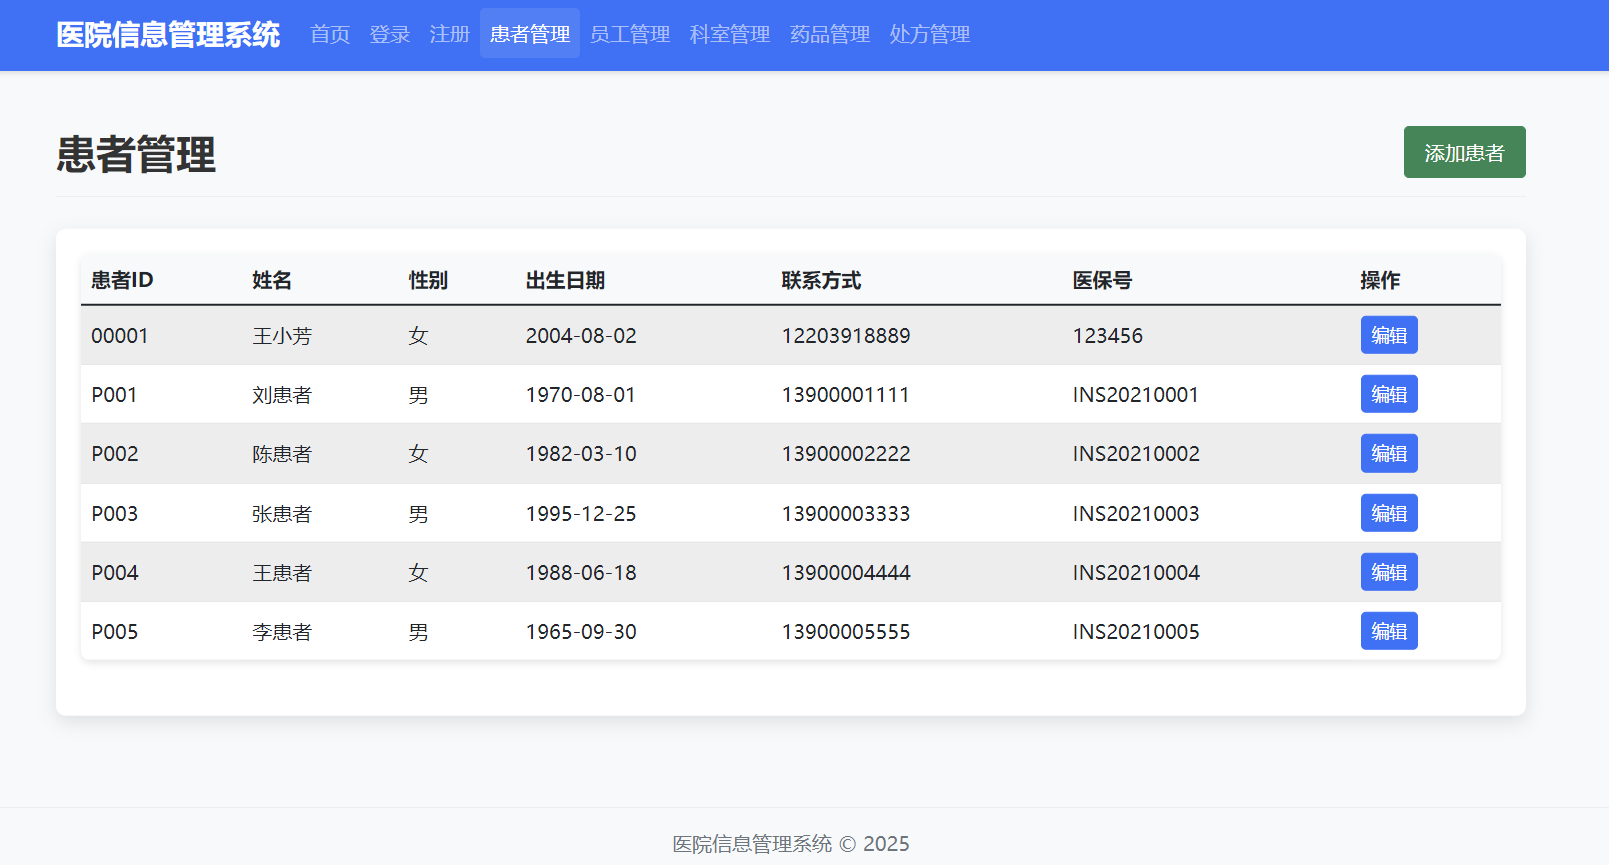 医院信息管理系统 首页 登录 注册 患者管理 员工管理 科室管理 药品管理 处方管理
患者管理 添加患者
患者ID 姓名 性别 出生日期 联系方式 医保号 操作
00001 王小芳 女 2004-08-02 12203918889 123456 编辑
P001 刘患者 男 1970-08-01 13900001111 INS20210001 编辑
P002 陈患者 女 1982-03-10 13900002222 INS20210002 编辑
P003 张患者 男 1995-12-25 13900003333 INS20210003 编辑
P004 王患者 女 1988-06-18 13900004444 INS20210004 编辑
P005 李患者 男 1965-09-30 13900005555 INS20210005 编辑
医院信息管理系统 © 2025